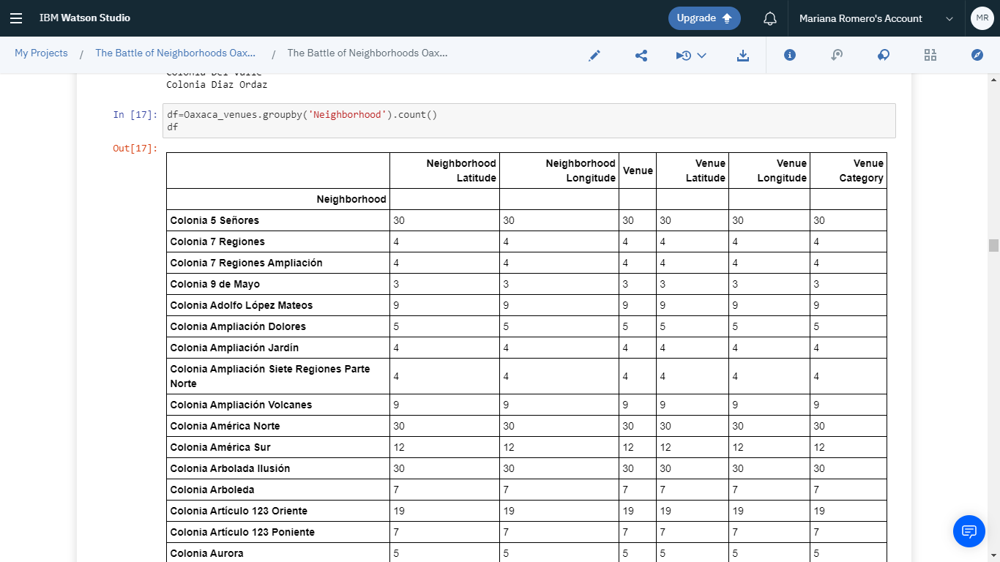 IBM Watson Studio
Upgrade
Mariana Romero's Account
MR
My Projects / The Battle of Neighborhoods Oax... / The Battle of Neighborhoods Oax...
Colonia Del Valle
Colonia Diaz Ordaz
In [17]: df=Oaxaca_venues.groupby('Neighborhood').count()
df
Out[17]:
Neighborhood Latitude Neighborhood Longitude Venue Venue Latitude Venue Longitude Venue Category
Neighborhood
Colonia 5 Señores 30 30 30 30 30 30
Colonia 7 Regiones 4 4 4 4 4 4
Colonia 7 Regiones Ampliación 4 4 4 4 4 4
Colonia 9 de Mayo 3 3 3 3 3 3
Colonia Adolfo López Mateos 9 9 9 9 9 9
Colonia Ampliación Dolores 5 5 5 5 5 5
Colonia Ampliación Jardín 4 4 4 4 4 4
Colonia Ampliación Siete Regiones Parte Norte 4 4 4 4 4 4
Colonia Ampliación Volcanes 9 9 9 9 9 9
Colonia América Norte 30 30 30 30 30 30
Colonia América Sur 12 12 12 12 12 12
Colonia Arbolada Ilusión 30 30 30 30 30 30
Colonia Arboleda 7 7 7 7 7 7
Colonia Artículo 123 Oriente 19 19 19 19 19 19
Colonia Artículo 123 Poniente 7 7 7 7 7 7
Colonia Aurora 5 5 5 5 5 5